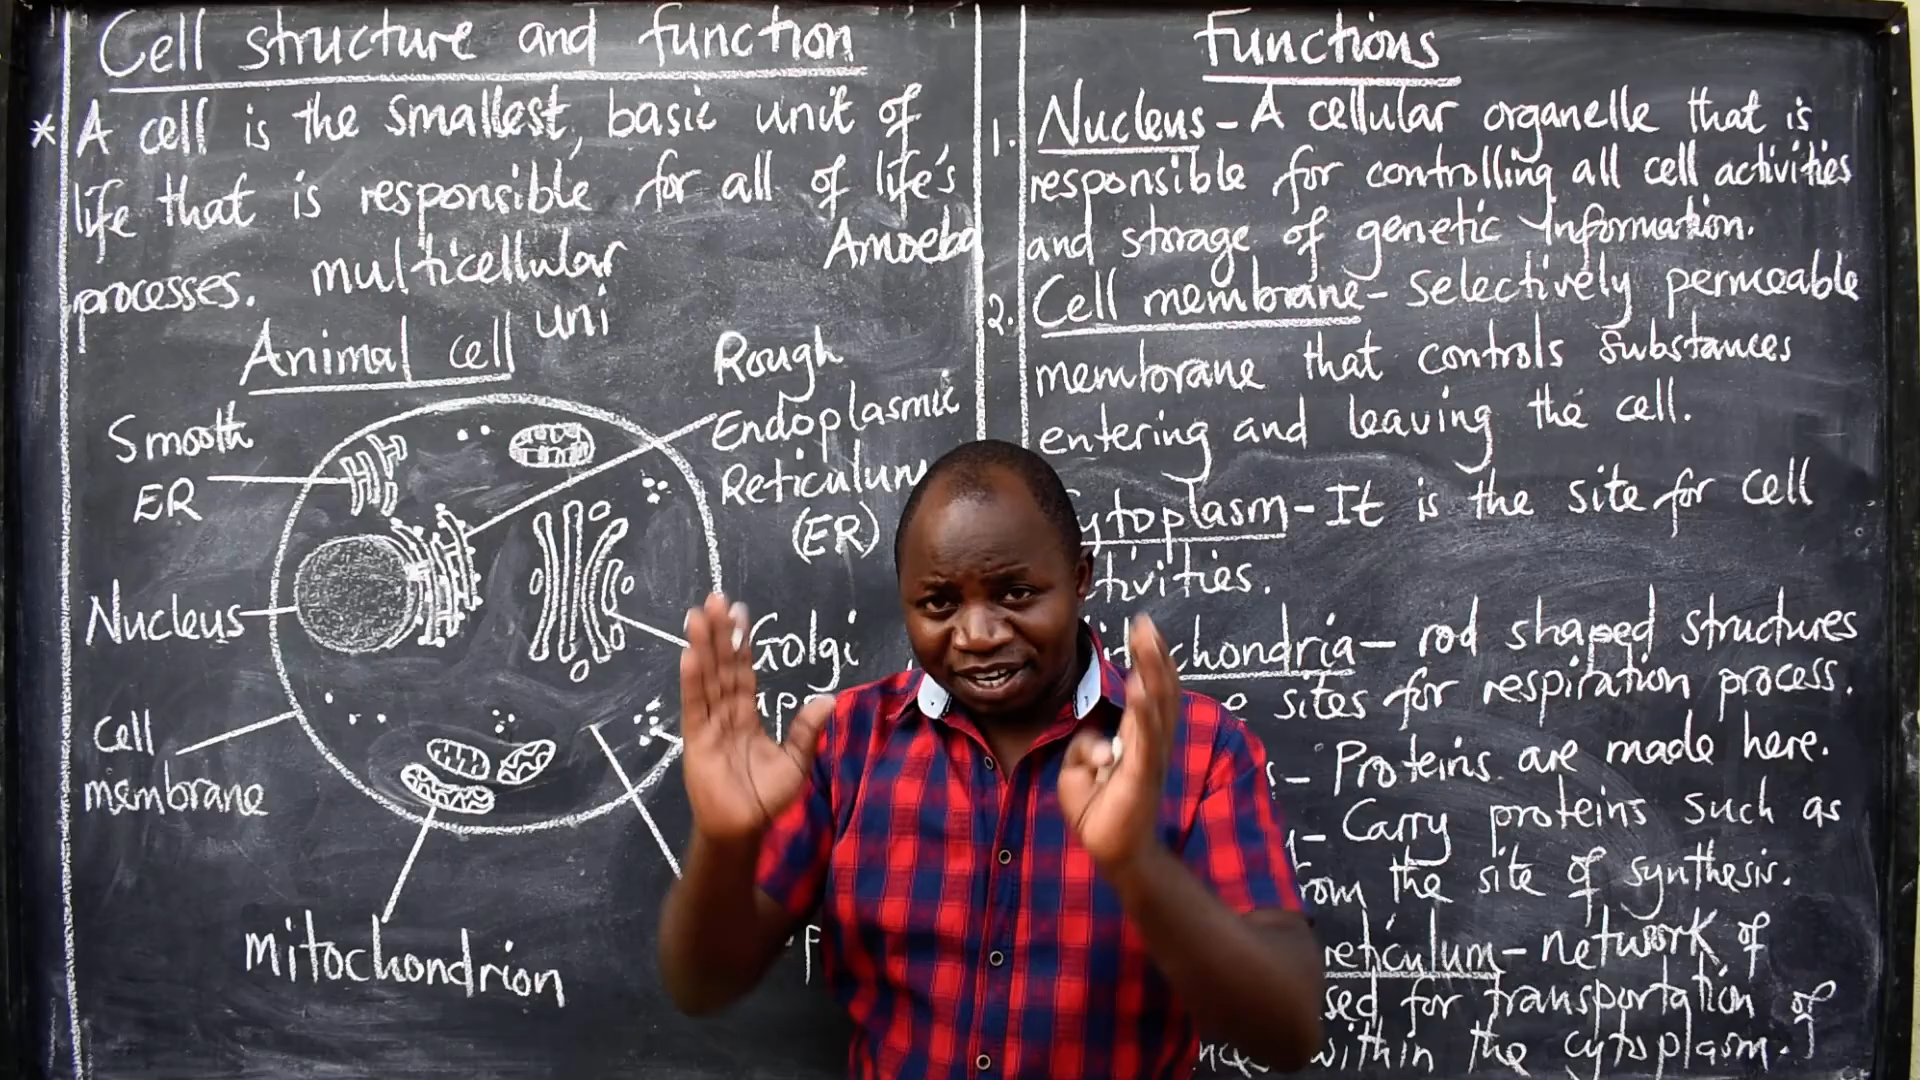 Cell structure and function
* A cell is the smallest, basic unit of
life that is responsible for all of life's
processes. multicellular Amoeba
uni
Animal cell
Smooth
ER
Nucleus
Cell
membrane
Mitochondrion
Rough
Endoplasmic
Reticulum
(ER)
Golgi
Functions
1. Nucleus - A cellular organelle that is
responsible for controlling all cell activities
and storage of genetic information.
2. Cell membrane - Selectively permeable
membrane that controls substances
entering and leaving the cell.
ytoplasm - It is the site for cell
tivities.
chondria - rod shaped structures
sites for respiration process.
s - Proteins are made here.
- Carry proteins such as
rom the site of synthesis.
reticulum - network of
sed for transportation of
within the cytoplasm.